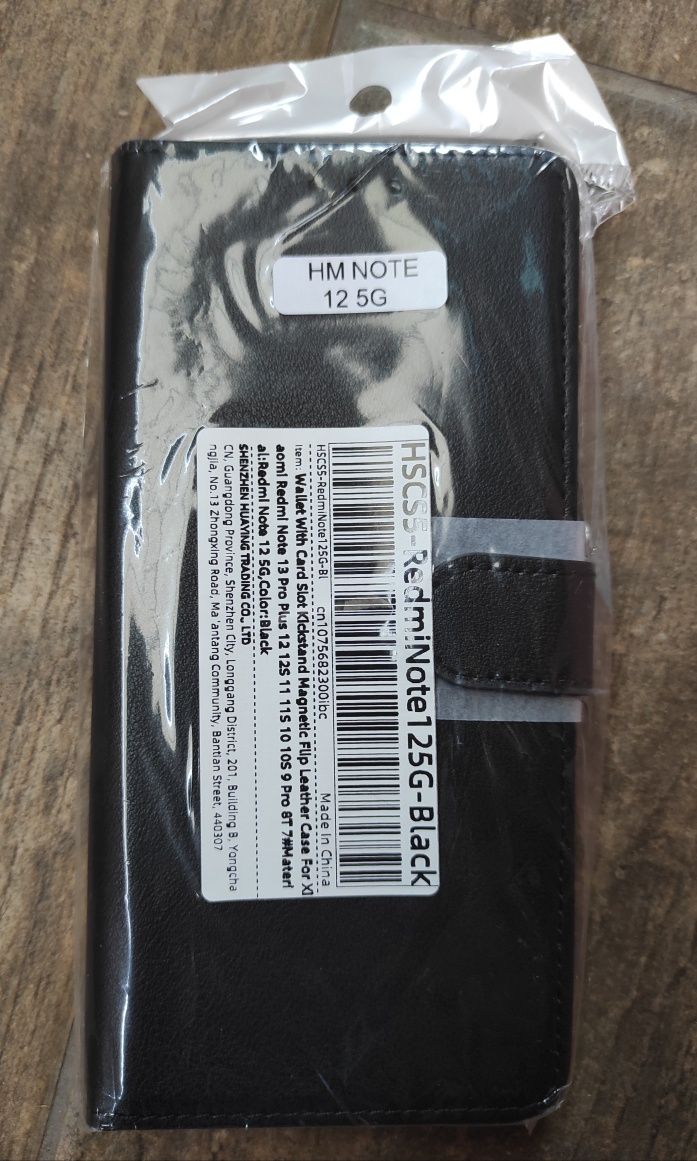 HM NOTE
12 5G
HSCS5-RedmiNote125G-Black
HSCS5-RedmiNote125G-Bl cn1075682300ibc Made In China
Item: Wallet With Card Slot Kickstand Magnetic Flip Leather Case For Xi
aomi Redmi Note 13 Pro Plus 12 12S 11 11S 10 10S 9 Pro 8T 7#Materi
al:Redmi Note 12 5G,Color:Black
SHENZHEN HUAYING TRADING CO., LTD
CN, Guangdong Province, Shenzhen City, Longgang District, 201, Building B, Yongcha
ngjia, No.13 Zhongxing Road, Ma'antang Community, Bantian Street, 440307